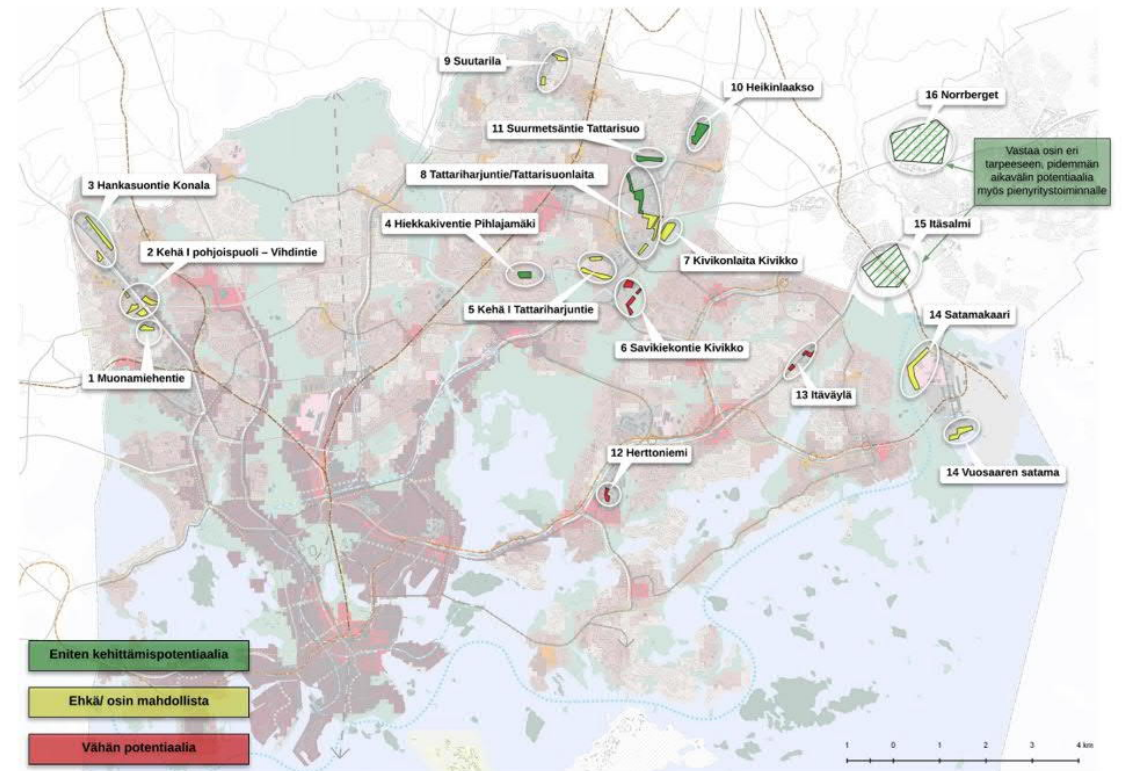 9 Suutarila
10 Heikinlaakso
16 Norrberget
11 Suurmetsäntie Tattarisuo
Vastaa osin eri
tarpeeseen, pidemmän
aikavälin potentiaalia
myös pienyritystoiminnalle
8 Tattariharjuntie/Tattarisuonlaita
3 Hankasuontie Konala
4 Hiekkakiventie Pihlajamäki
15 Itäsalmi
2 Kehä I pohjoispuoli – Vihdintie
7 Kivikonlaita Kivikko
5 Kehä I Tattariharjuntie
14 Satamakaari
6 Savikiekontie Kivikko
1 Muonamiehentie
13 Itäväylä
12 Herttoniemi
14 Vuosaaren satama
Eniten kehittämispotentiaalia
Ehkä/ osin mahdollista
Vähän potentiaalia
1 0 1 2 3 4 km